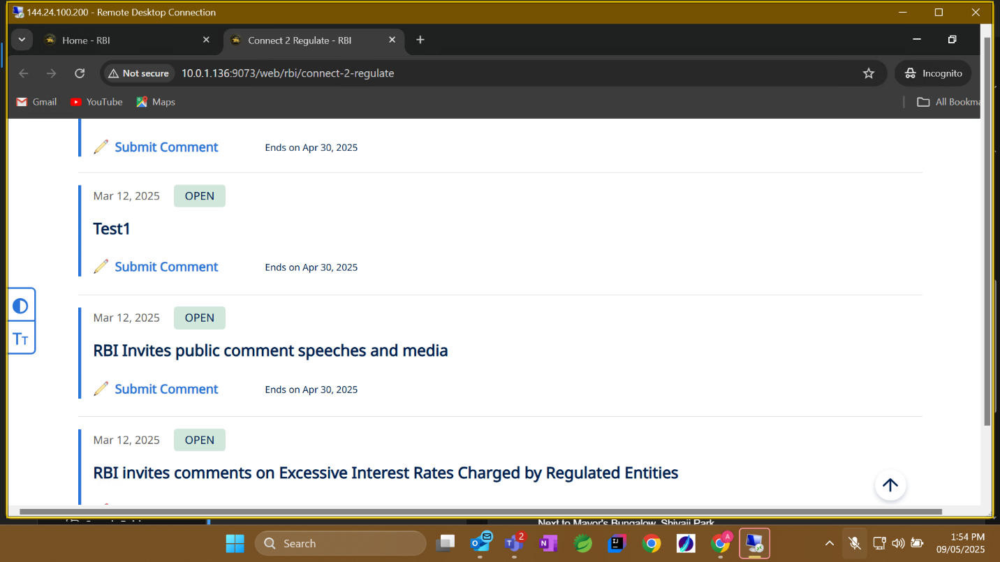 144.24.100.200 - Remote Desktop Connection
Home - RBI
Connect 2 Regulate - RBI
Not secure
10.0.1.136:9073/web/rbi/connect-2-regulate
Incognito
Gmail
YouTube
Maps
All Bookma
Submit Comment Ends on Apr 30, 2025
Mar 12, 2025 OPEN
Test1
Submit Comment Ends on Apr 30, 2025
Mar 12, 2025 OPEN
RBI Invites public comment speeches and media
Submit Comment Ends on Apr 30, 2025
Mar 12, 2025 OPEN
RBI invites comments on Excessive Interest Rates Charged by Regulated Entities
TT
Next to Mayor's Bungalow, Shivaji Park
Search
2
A
1:54 PM
09/05/2025